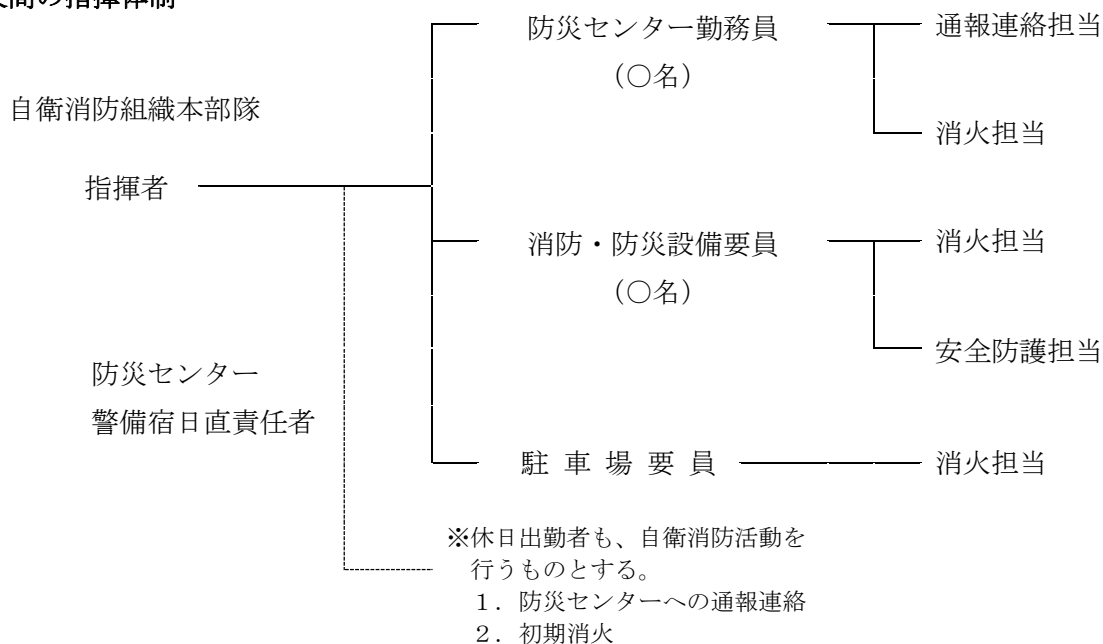 間の指揮体制
防災センター勤務員
（○名）
通報連絡担当
消火担当
自衛消防組織本部隊
指揮者
消防・防災設備要員
（○名）
消火担当
安全防護担当
防災センター
警備宿日直責任者
駐車場要員
消火担当
※休日出勤者も、自衛消防活動を
行うものとする。
１．防災センターへの通報連絡
２．初期消火